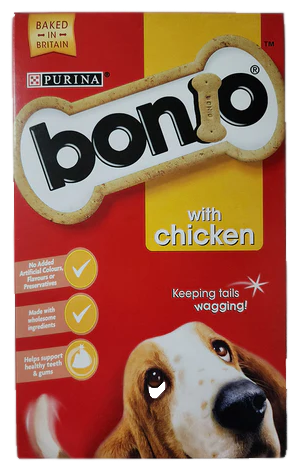 BAKED
IN
BRITAIN
PURINA®
bonio®
TM
BONIO
with
chicken
Keeping tails
wagging!
No Added
Artificial Colours,
Flavours or
Preservatives
Made with
wholesome
ingredients
Helps support
healthy teeth
& gums